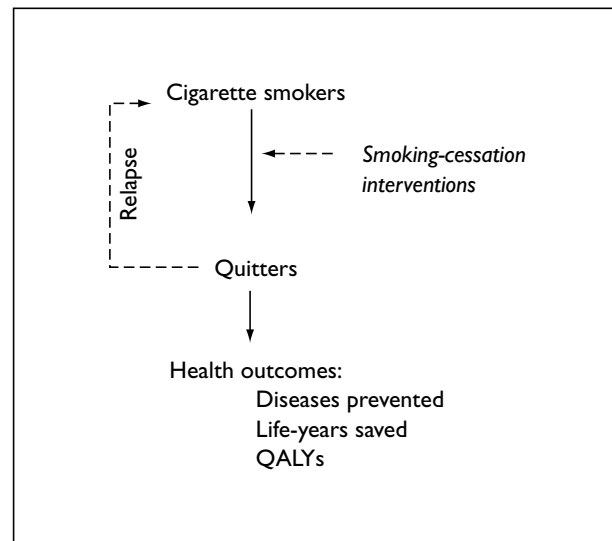 Cigarette smokers
Smoking-cessation
interventions
Relapse
Quitters
Health outcomes:
Diseases prevented
Life-years saved
QALYs